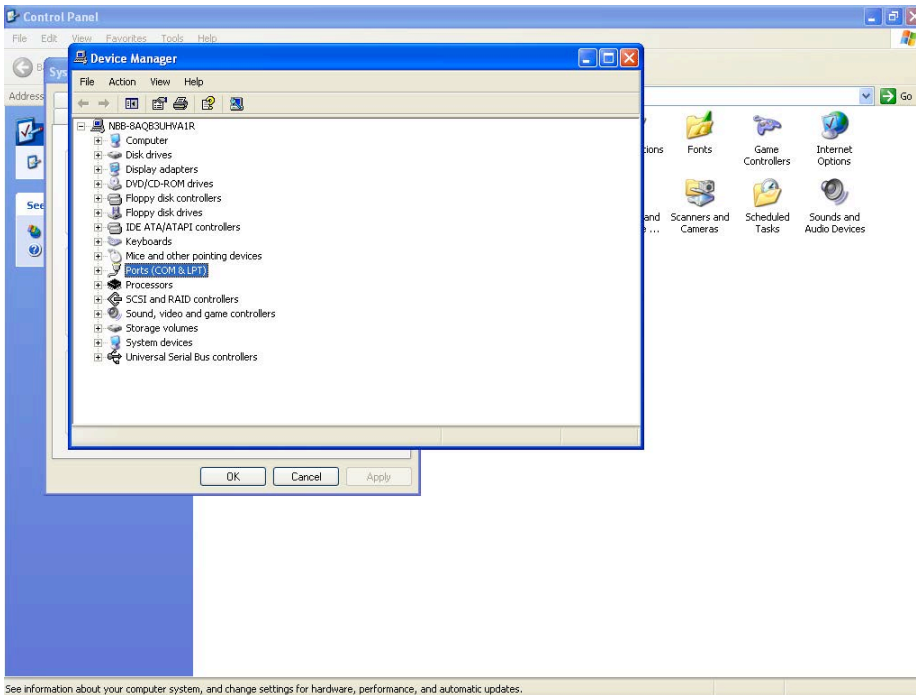 Control Panel
File Edit View Favorites Tools Help
Address
Go
Device Manager
File Action View Help
NBB-8AQB3UHVA1R
Computer
Disk drives
Display adapters
DVD/CD-ROM drives
Floppy disk controllers
Floppy disk drives
IDE ATA/ATAPI controllers
Keyboards
Mice and other pointing devices
Ports (COM & LPT)
Processors
SCSI and RAID controllers
Sound, video and game controllers
Storage volumes
System devices
Universal Serial Bus controllers
OK Cancel Apply
Fonts
Game
Controllers
Internet
Options
and
Scanners and
Cameras
Scheduled
Tasks
Sounds and
Audio Devices
See
See information about your computer system, and change settings for hardware, performance, and automatic updates.